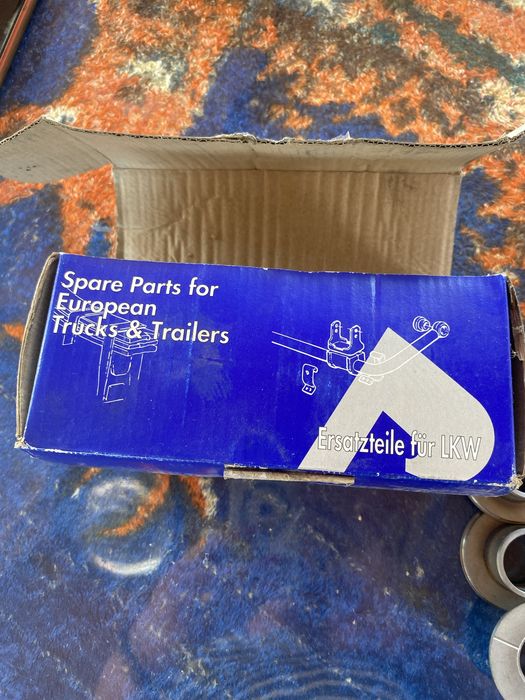 Spare Parts for
European
Trucks & Trailers
Ersatzteile für LKW